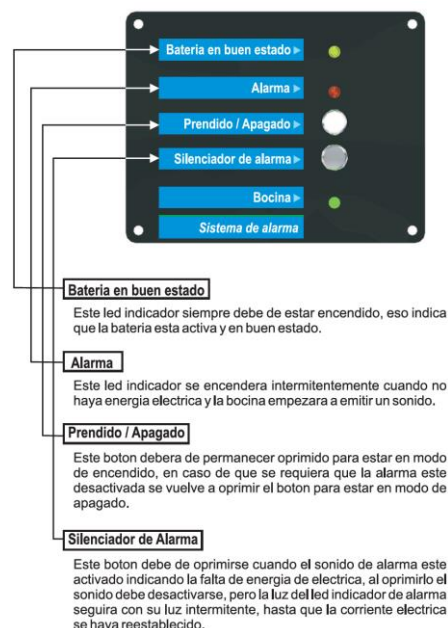 Bateria en buen estado
Alarma
Prendido / Apagado
Silenciador de alarma
Bocina
Sistema de alarma
Bateria en buen estado
Este led indicador siempre debe de estar encendido, eso indica
que la bateria esta activa y en buen estado.
Alarma
Este led indicador se encendera intermitentemente cuando no
haya energia electrica y la bocina empezara a emitir un sonido.
Prendido / Apagado
Este boton debera de permanecer oprimido para estar en modo
de encendido, en caso de que se requiera que la alarma este
desactivada se vuelve a oprimir el boton para estar en modo de
apagado.
Silenciador de Alarma
Este boton debe de oprimirse cuando el sonido de alarma este
activado indicando la falta de energia de electrica, al oprimirlo el
sonido debe desactivarse, pero la luz del led indicador de alarma
seguira con su luz intermitente, hasta que la corriente electrica
se haya reestablecido.